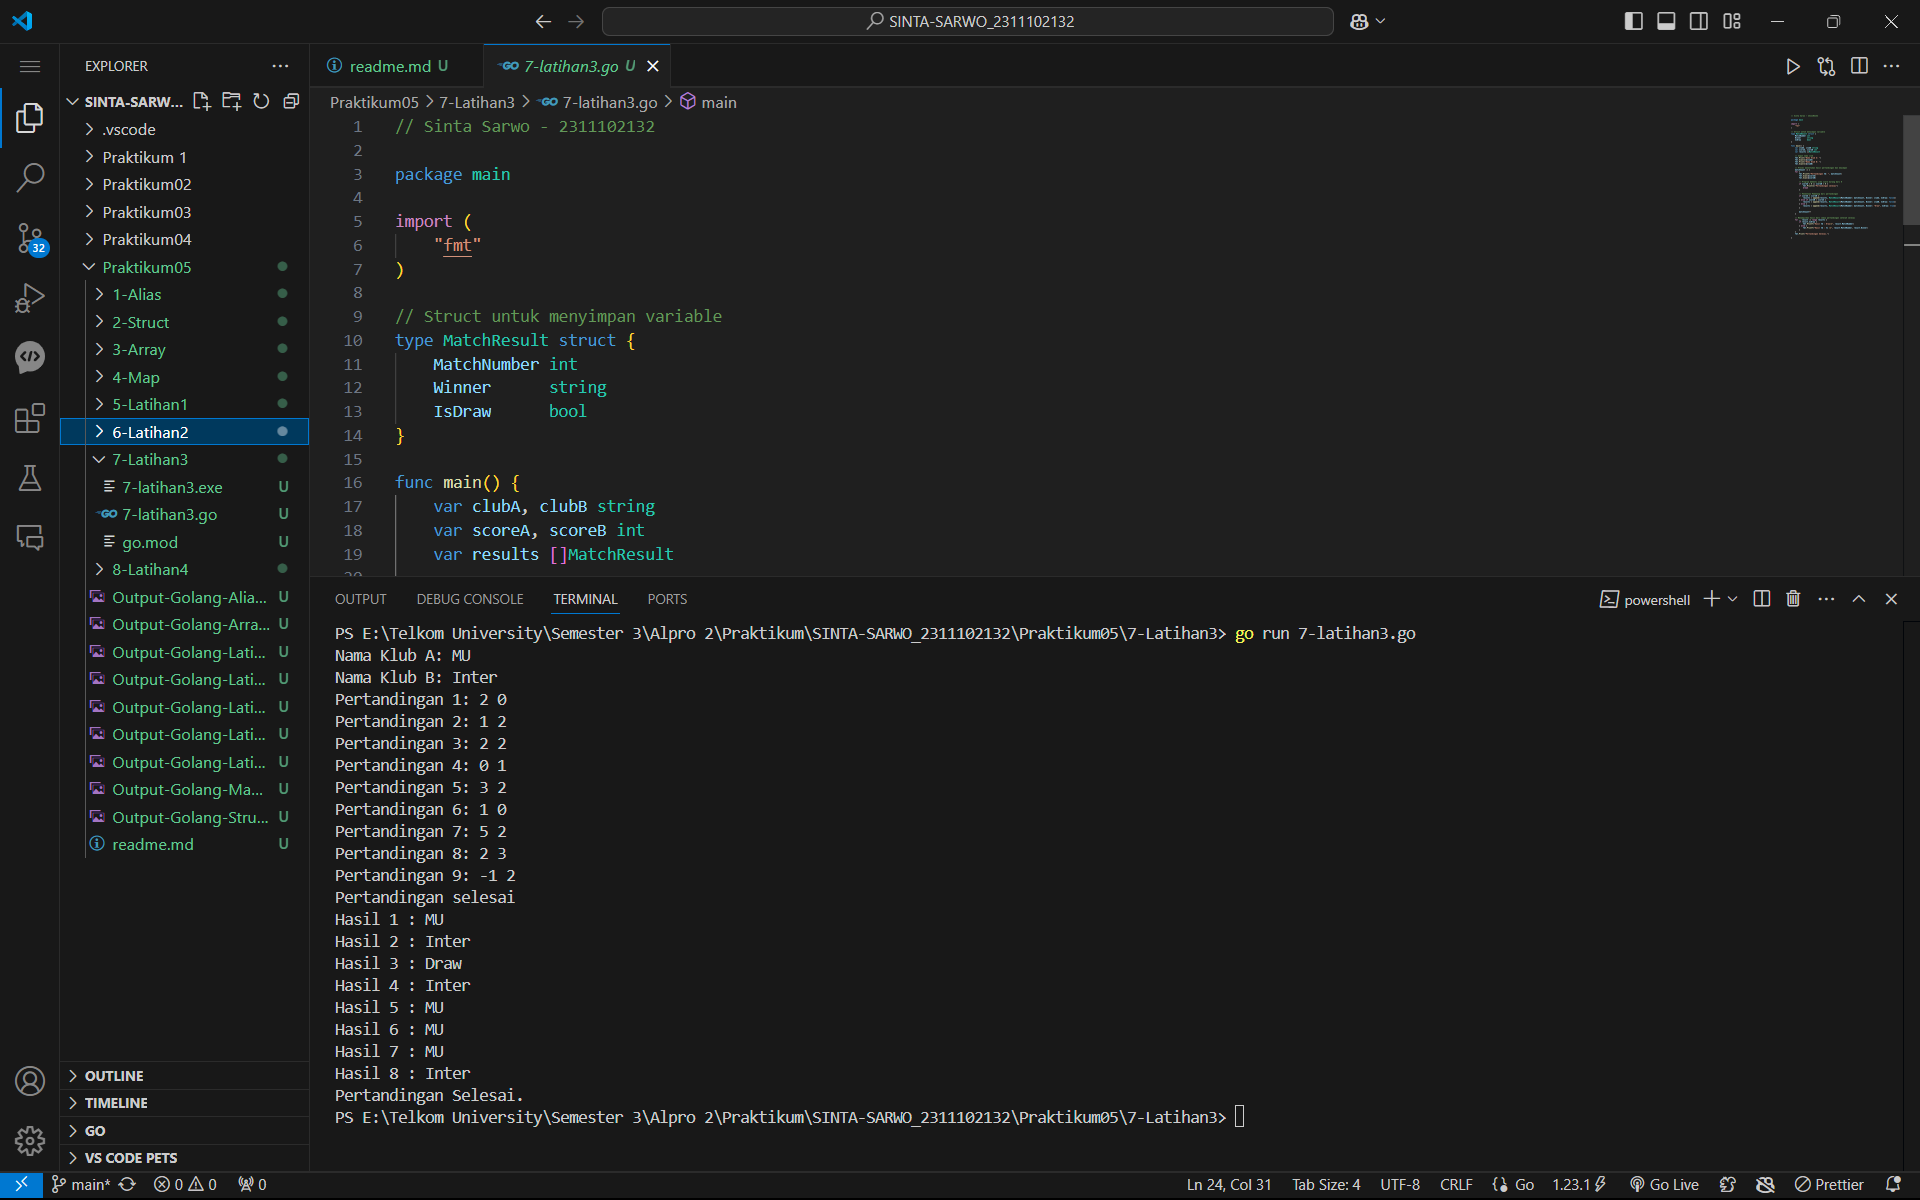 SINTA-SARWO_2311102132
EXPLORER
SINTA-SARW...
.vscode
Praktikum 1
Praktikum02
Praktikum03
Praktikum04
Praktikum05
1-Alias
2-Struct
3-Array
4-Map
5-Latihan1
6-Latihan2
7-Latihan3
7-latihan3.exe U
GO 7-latihan3.go U
go.mod U
8-Latihan4
Output-Golang-Alia... U
Output-Golang-Arra... U
Output-Golang-Lati... U
Output-Golang-Lati... U
Output-Golang-Lati... U
Output-Golang-Lati... U
Output-Golang-Lati... U
Output-Golang-Ma... U
Output-Golang-Stru... U
readme.md U
32
OUTLINE
TIMELINE
GO
VS CODE PETS
readme.md U
GO 7-latihan3.go U
Praktikum05 > 7-Latihan3 > GO 7-latihan3.go > main
1 // Sinta Sarwo - 2311102132
2
3 package main
4
5 import (
6 "fmt"
7 )
8
9 // Struct untuk menyimpan variable
10 type MatchResult struct {
11 MatchNumber int
12 Winner string
13 IsDraw bool
14 }
15
16 func main() {
17 var clubA, clubB string
18 var scoreA, scoreB int
19 var results []MatchResult
20
OUTPUT DEBUG CONSOLE TERMINAL PORTS
powershell
PS E:\Telkom University\Semester 3\Alpro 2\Praktikum\SINTA-SARWO_2311102132\Praktikum05\7-Latihan3> go run 7-latihan3.go
Nama Klub A: MU
Nama Klub B: Inter
Pertandingan 1: 2 0
Pertandingan 2: 1 2
Pertandingan 3: 2 2
Pertandingan 4: 0 1
Pertandingan 5: 3 2
Pertandingan 6: 1 0
Pertandingan 7: 5 2
Pertandingan 8: 2 3
Pertandingan 9: -1 2
Pertandingan selesai
Hasil 1 : MU
Hasil 2 : Inter
Hasil 3 : Draw
Hasil 4 : Inter
Hasil 5 : MU
Hasil 6 : MU
Hasil 7 : MU
Hasil 8 : Inter
Pertandingan Selesai.
PS E:\Telkom University\Semester 3\Alpro 2\Praktikum\SINTA-SARWO_2311102132\Praktikum05\7-Latihan3>
main* 0 0 0 Ln 24, Col 31 Tab Size: 4 UTF-8 CRLF Go 1.23.1 Go Live Prettier